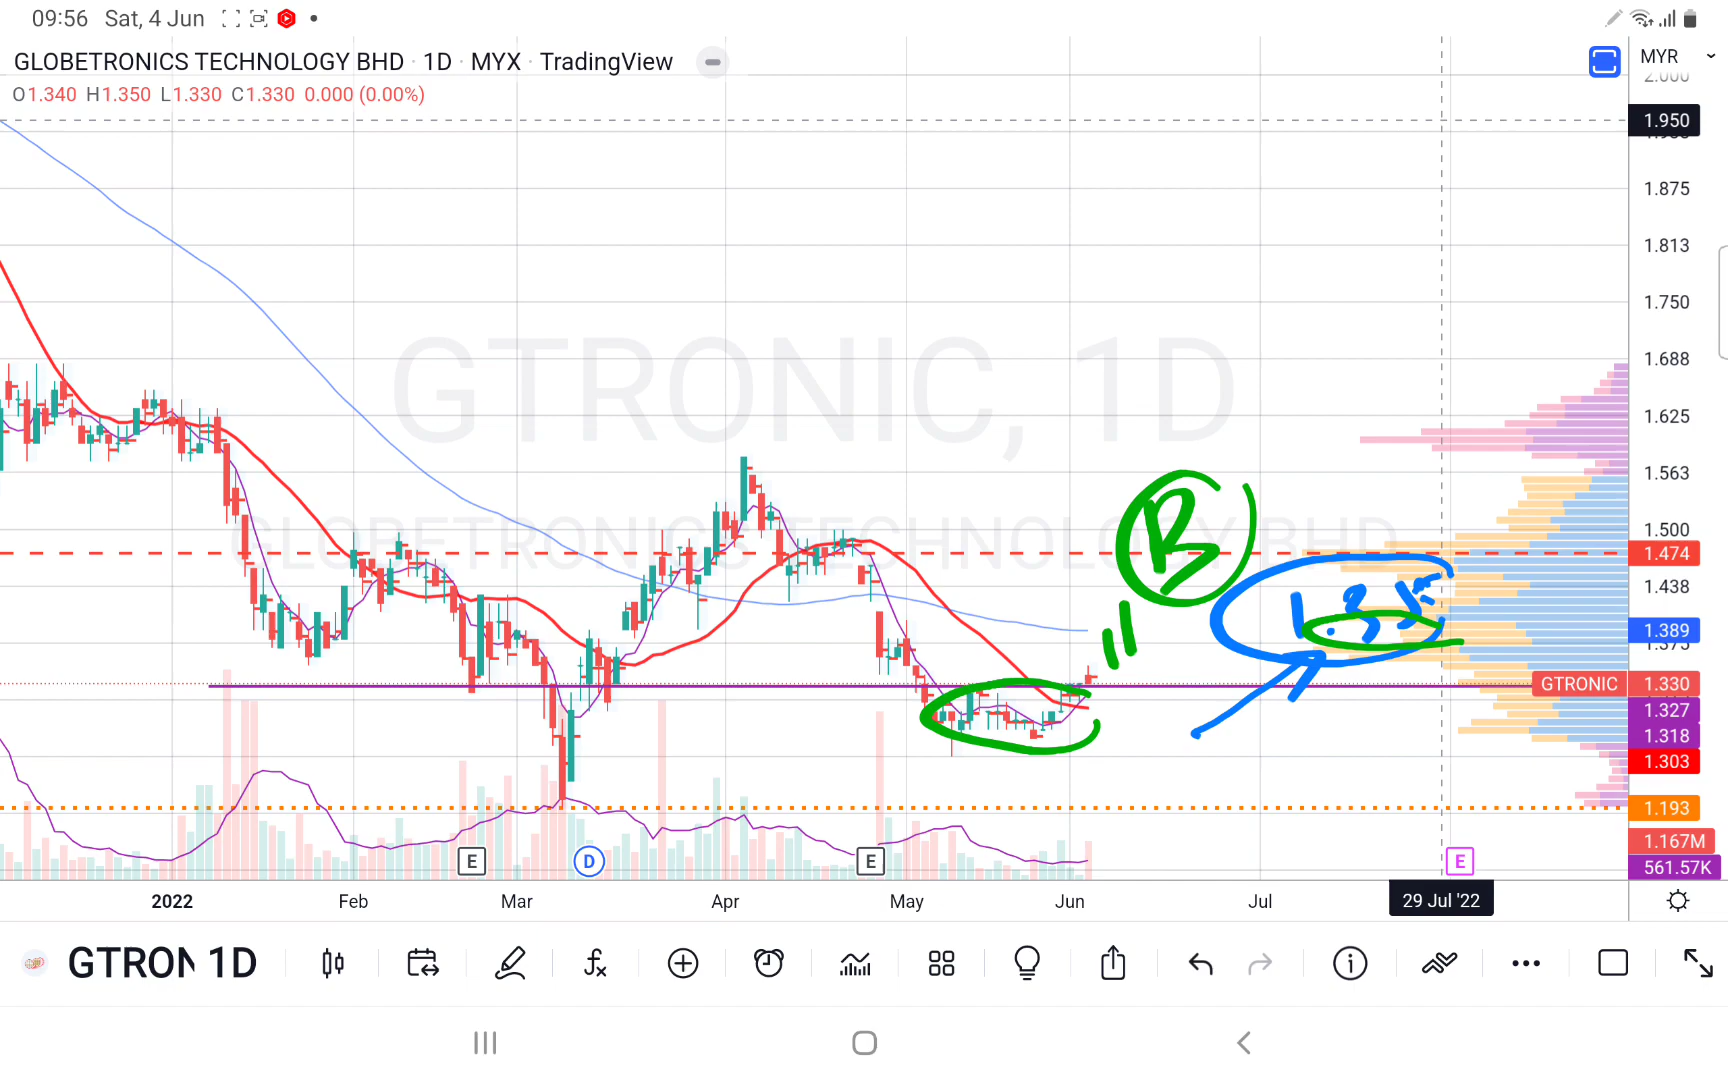 09:56 Sat, 4 Jun
GLOBETRONICS TECHNOLOGY BHD · 1D · MYX · TradingView
O1.340 H1.350 L1.330 C1.330 0.000 (0.00%)
MYR
2.000
1.950
1.875
1.813
1.750
1.688
1.625
1.563
1.500
1.474
1.438
1.389
1.373
GTRONIC 1.330
1.327
1.318
1.303
1.193
1.167M
561.57K
GTRONIC, 1D
GLOBETRONICS TECHNOLOGY BHD
B
1.35
E D E E
2022 Feb Mar Apr May Jun Jul 29 Jul '22
GTRON 1D